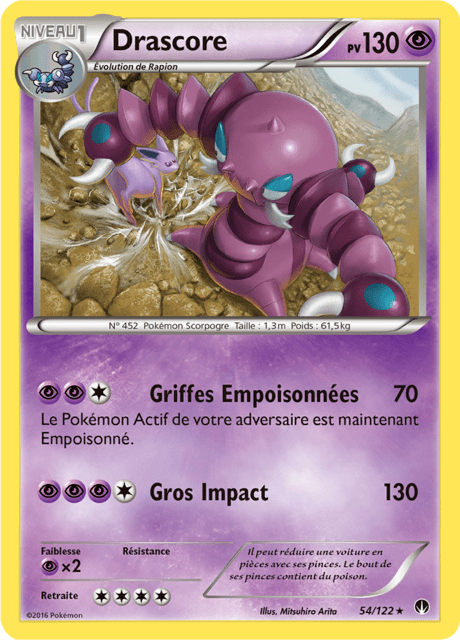 NIVEAU 1
Drascore
PV 130
Évolution de Rapion
N° 452 Pokémon Scorpogre Taille : 1,3m Poids : 61,5kg
Griffes Empoisonnées 70
Le Pokémon Actif de votre adversaire est maintenant
Empoisonné.
Gros Impact 130
Faiblesse Résistance
×2
Il peut réduire une voiture en
pièces avec ses pinces. Le bout de
ses pinces contient du poison.
Retraite
©2016 Pokémon
Illus. Mitsuhiro Arita 54/122 ★